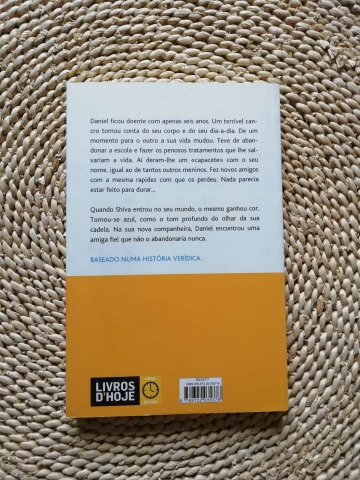 Daniel ficou doente com apenas seis anos. Um terrível can-
cro tomou conta do seu corpo e do seu dia-a-dia. De um
momento para o outro a sua vida mudou. Teve de aban-
donar a escola e fazer os penosos tratamentos que lhe sal-
variam a vida. Aí deram-lhe um «capacete» com o seu
nome, igual ao de tantos outros meninos. Fez novos amigos
com a mesma rapidez com que os perdeu. Nada parecia
estar feito para durar...
Quando Shiva entrou no seu mundo, o mesmo ganhou cor.
Tornou-se azul, como o tom profundo do olhar da sua
cadela. Na sua nova companheira, Daniel encontrou uma
amiga fiel que não o abandonaria nunca.
BASEADO NUMA HISTÓRIA VERÍDICA.
LIVROS
D'HOJE